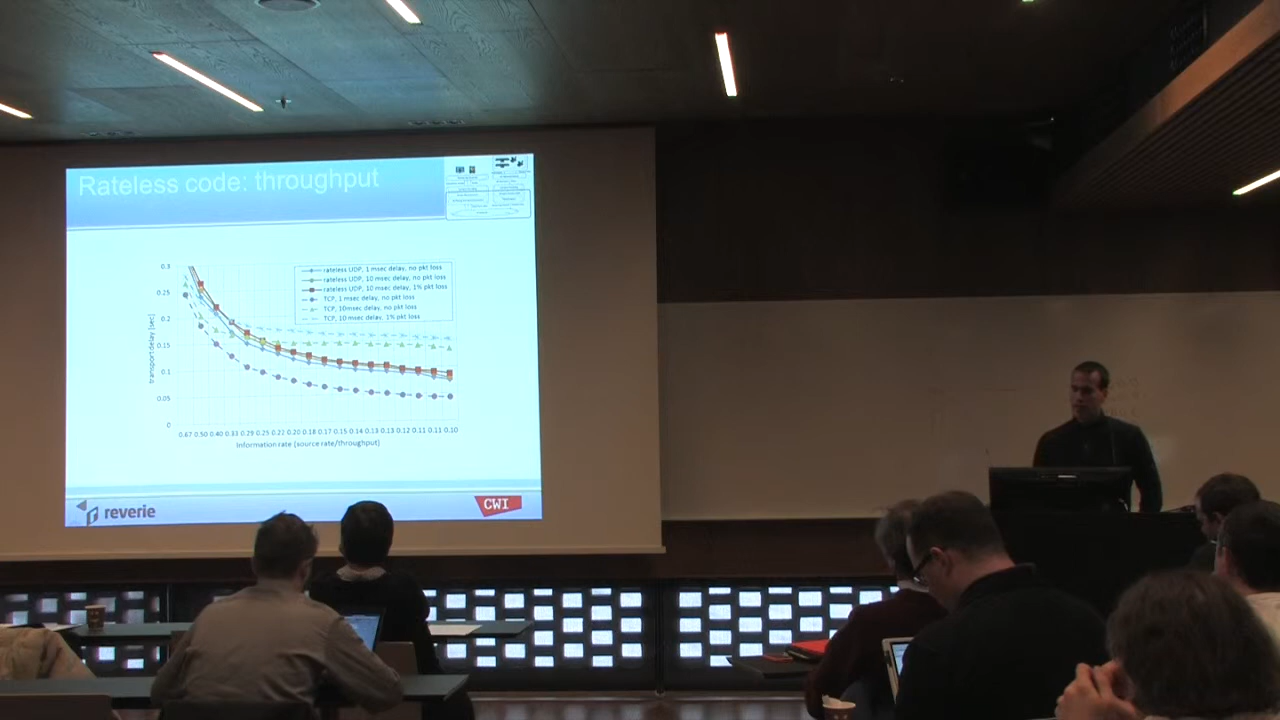 Rateless code: throughput
0.3
rateless UDP, 1 msec delay, no pkt loss
rateless UDP, 10 msec delay, no pkt loss
0.25
rateless UDP, 10 msec delay, 1% pkt loss
TCP, 1 msec delay, no pkt loss
TCP, 10msec delay, no pkt loss
0.2
TCP, 10 msec delay, 1% pkt loss
transport delay [sec]
0.15
0.1
0.05
0
0.67 0.50 0.40 0.33 0.29 0.25 0.22 0.20 0.18 0.17 0.15 0.14 0.13 0.13 0.12 0.11 0.11 0.10
Information rate [source rate/throughput]
reverie
CWI